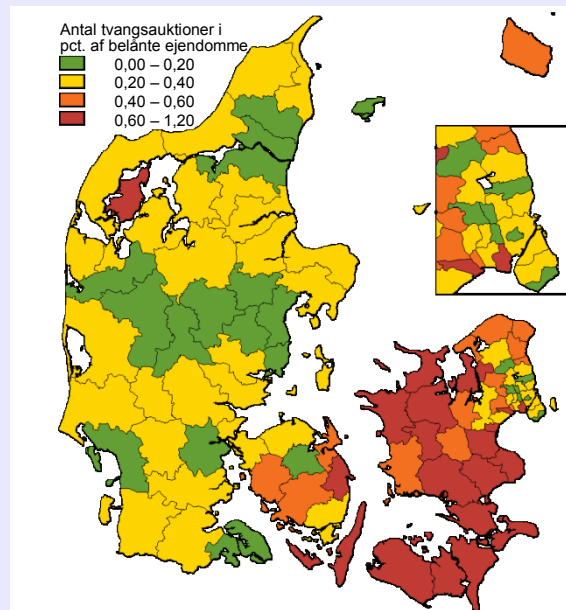 Antal tvangsauktioner i
pct. af belånte ejendomme
0,00 – 0,20
0,20 – 0,40
0,40 – 0,60
0,60 – 1,20